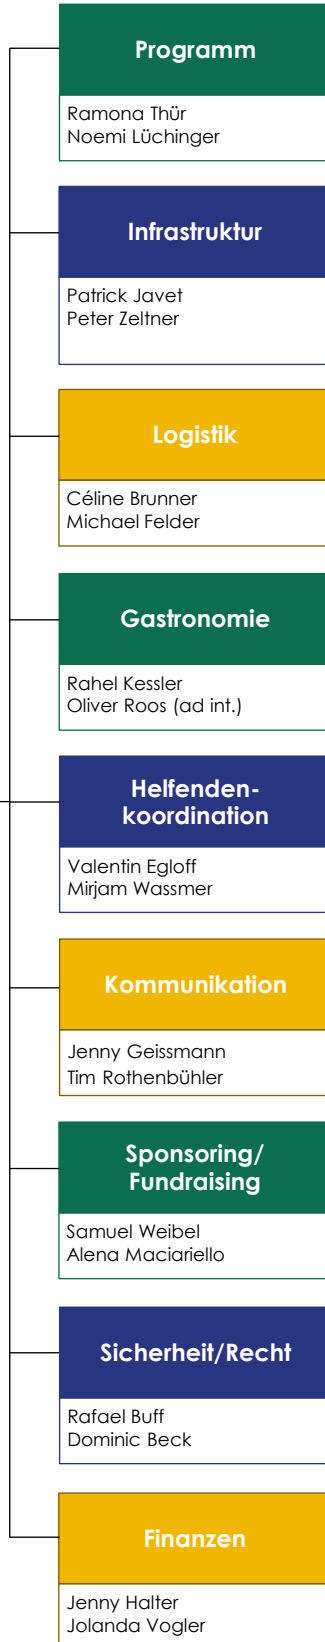 Programm
Ramona Thür
Noemi Lüchinger
Infrastruktur
Patrick Javet
Peter Zeltner
Logistik
Céline Brunner
Michael Felder
Gastronomie
Rahel Kessler
Oliver Roos (ad int.)
Helfenden-
koordination
Valentin Egloff
Mirjam Wassmer
Kommunikation
Jenny Geissmann
Tim Rothenbühler
Sponsoring/
Fundraising
Samuel Weibel
Alena Maciariello
Sicherheit/Recht
Rafael Buff
Dominic Beck
Finanzen
Jenny Halter
Jolanda Vogler